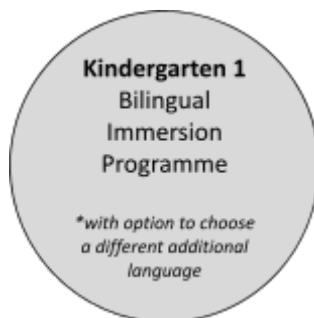 Kindergarten 1
Bilingual
Immersion
Programme
*with option to choose
a different additional
language